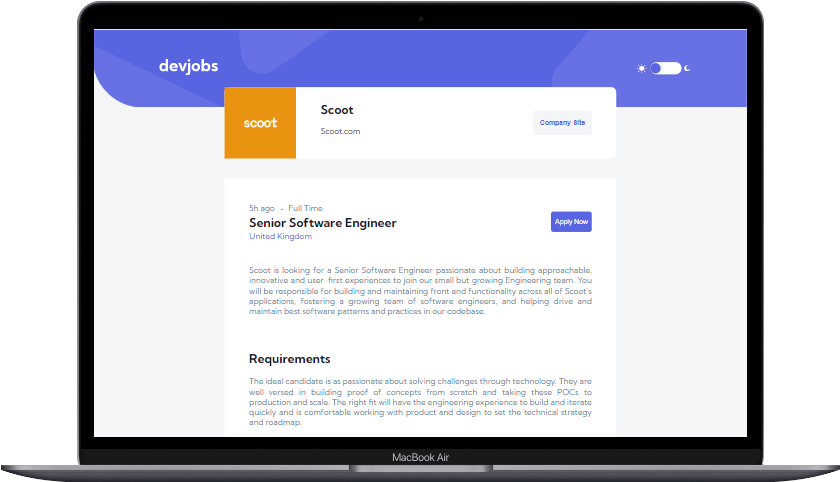 devjobs
scoot
Scoot
Scoot.com
Company Site
5h ago - Full Time
Senior Software Engineer
United Kingdom
Apply Now
Scoot is looking for a Senior Software Engineer passionate about building approachable,
innovative and user-first experiences to join our small but growing Engineering team. You
will be responsible for building and maintaining front end functionality across all of Scoot's
applications, fostering a growing team of software engineers, and helping drive and
maintain best software patterns and practices in our codebase.
Requirements
The ideal candidate is as passionate about solving challenges through technology. They are
well-versed in building proof of concepts from scratch and taking these POCs to
production and scale. The right fit will have the engineering experience to build and iterate
quickly and is comfortable working with product and design to set the technical strategy
and roadmap.
MacBook Air